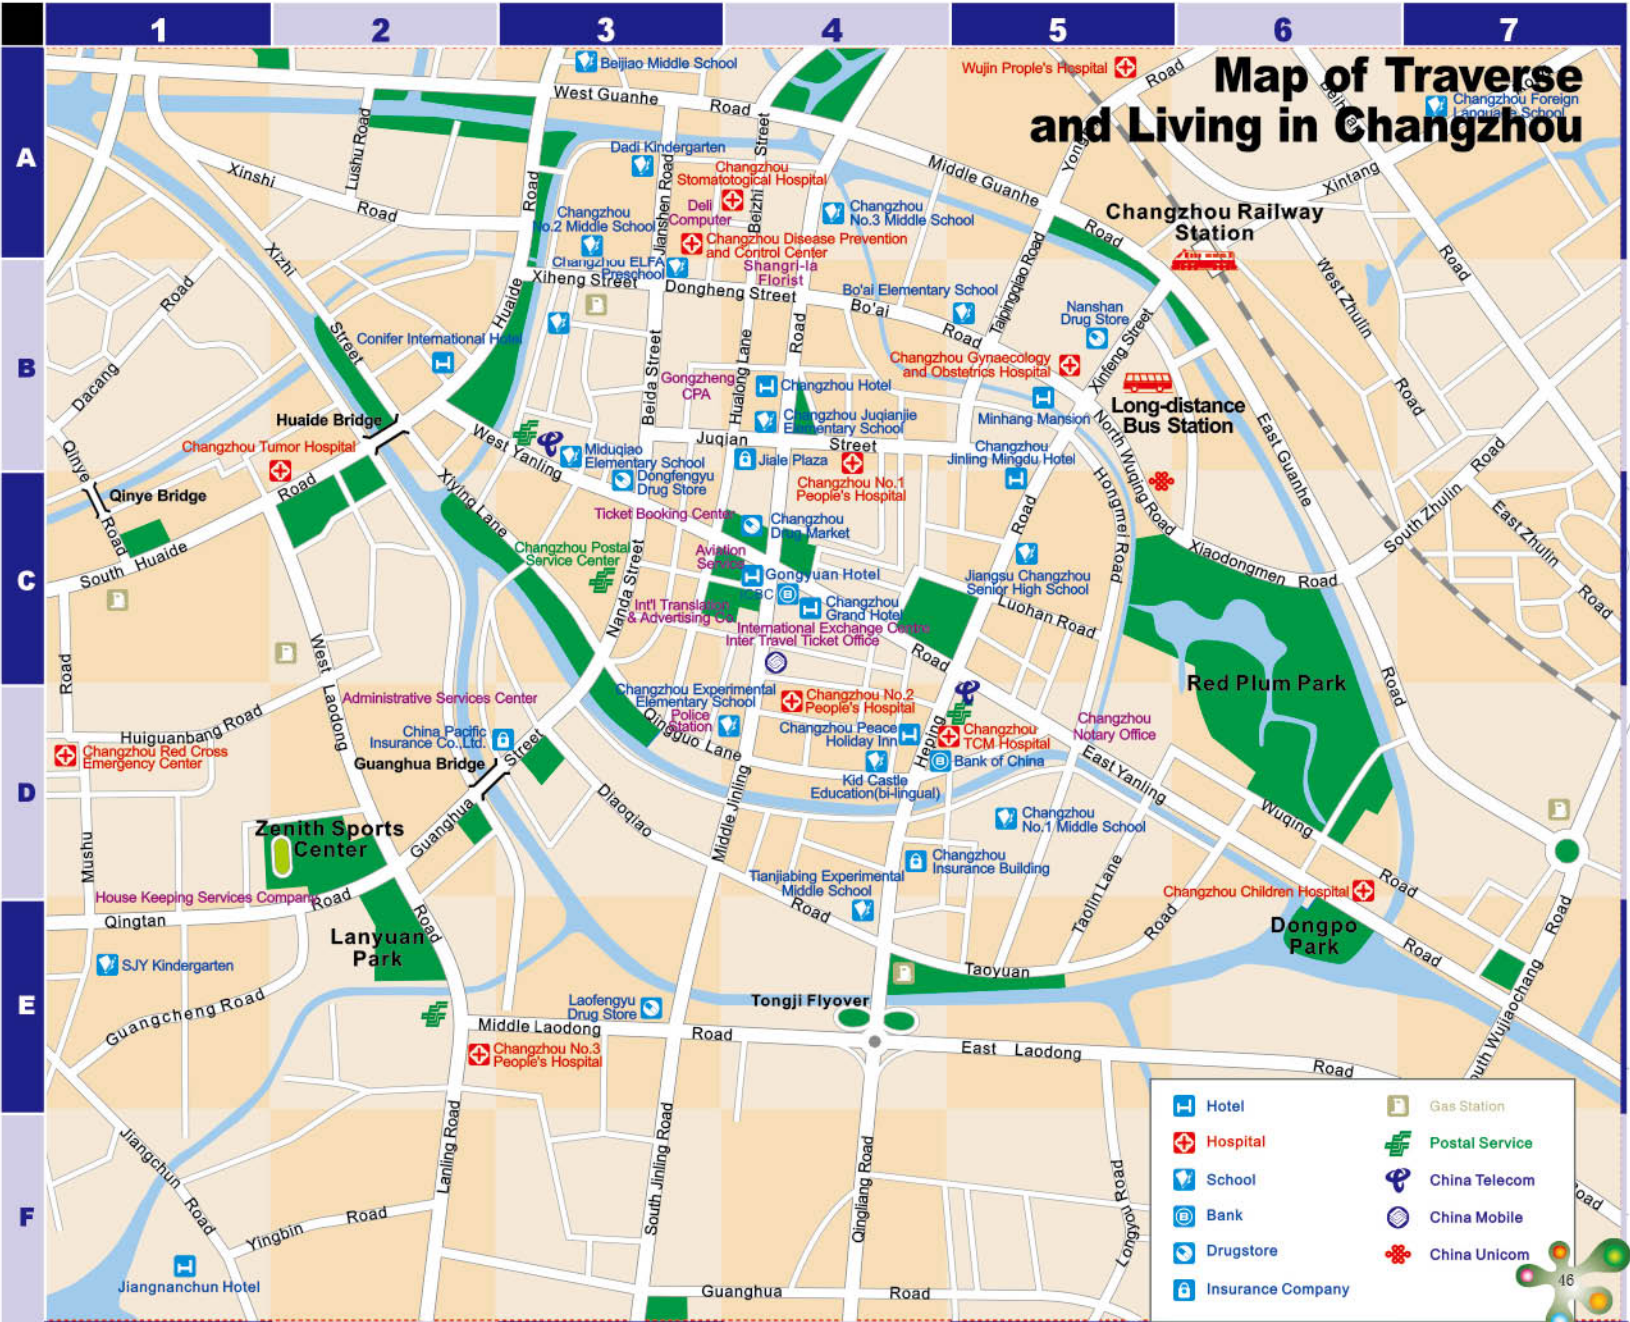 1 2 3 4 5 6 7
Map of Traverse
and Living in Changzhou
A
B
C
D
E
F
Beijiao Middle School
Wujin Prople's Hospital
Road
Changzhou Foreign
Language School
West Guanhe
Road
Street
Lushu Road
Dadi Kindergarten
Changzhou
Stomatotogical Hospital
Middle Guanhe
Road
Xintang
Road
Xinshi
Road
Road
Jianshen Road
Beizhi
Deli
Computer
Changzhou
No.3 Middle School
Changzhou
No.2 Middle School
Changzhou Disease Prevention
and Control Center
Changzhou Railway
Station
Xizhi
Street
Changzhou ELFA
Preschool
Shangri-la
Florist
Xiheng Street
Dongheng Street
Bo'ai
Road
Bo'ai Elementary School
Taipingqiao Road
Nanshan
Drug Store
West Zhulin
Road
Huaide
Road
Conifer International Hotel
Beida Street
Hualong Lane
Road
Changzhou Gynaecology
and Obstetrics Hospital
Xinfeng Street
Dacang
Gongzheng
CPA
Changzhou Hotel
Minhang Mansion
Long-distance
Bus Station
Huaide Bridge
Changzhou Juqianjie
Elementary School
Changzhou Tumor Hospital
West Yanling
Juqian
Street
Miduqiao
Elementary School
Jiale Plaza
Changzhou
Jinling Mingdu Hotel
North Wuqing Road
East Guanhe
Road
Qinye
Road
Qinye Bridge
Road
Xiying Lane
Dongfengyu
Drug Store
Changzhou No.1
People's Hospital
Road
Hongmei Road
South Zhulin
Road
East Zhulin
Road
Ticket Booking Center
Changzhou
Drug Market
South Huaide
Changzhou Postal
Service Center
Aviation
Service
Gongyuan Hotel
ICBC
Xiaodongmen Road
Jiangsu Changzhou
Senior High School
Nanda Street
Int'l Translation
& Advertising Co.
Changzhou
Grand Hotel
Luohan Road
International Exchange Centre
Inter Travel Ticket Office
Road
Road
West Laodong
Red Plum Park
Administrative Services Center
Changzhou Experimental
Elementary School
Changzhou No.2
People's Hospital
Huiguanbang Road
Changzhou Red Cross
Emergency Center
China Pacific
Insurance Co.,Ltd.
Guanghua Bridge
Street
Qingguo Lane
Police
Station
Changzhou Peace
Holiday Inn
Heping
Changzhou
TCM Hospital
Changzhou
Notary Office
Bank of China
East Yanling
Kid Castle
Education(bi-lingual)
Diaoqiao
Middle Jinling
Changzhou
No.1 Middle School
Wuqing
Road
Mushu
Zenith Sports
Center
Guanghua
Changzhou
Insurance Building
Tianjiabing Experimental
Middle School
Road
Changzhou Children Hospital
House Keeping Services Company
Road
Qingtan
Road
Lanyuan
Park
Taolin Lane
Road
Dongpo
Park
Road
Road
SJY Kindergarten
Taoyuan
Guangcheng Road
Laofengyu
Drug Store
Tongji Flyover
Middle Laodong
Road
East Laodong
Road
South Wujiaochang
Changzhou No.3
People's Hospital
Jiangchun Road
Lanling Road
South Jinling Road
Qingliang Road
Longyou Road
Yingbin Road
Jiangnanchun Hotel
Guanghua
Road
Hotel
Gas Station
Hospital
Postal Service
School
China Telecom
Bank
China Mobile
Drugstore
China Unicom
Insurance Company
46